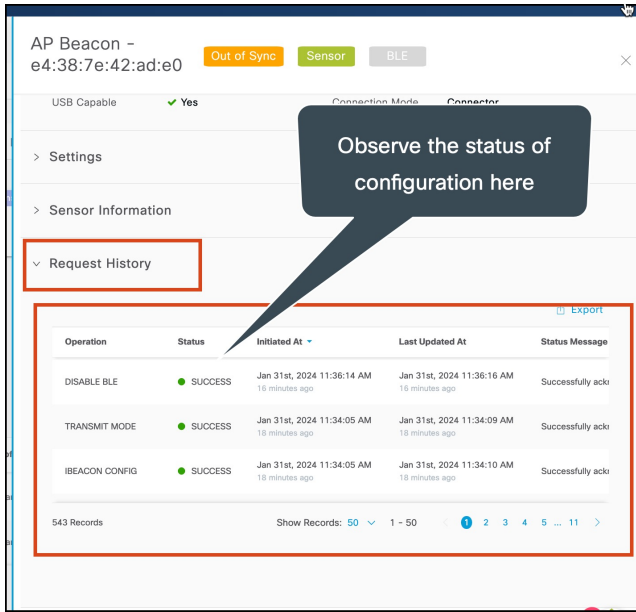 AP Beacon -
e4:38:7e:42:ad:e0
Out of Sync
Sensor
BLE
USB Capable
Yes
Connection Mode
Connector
Observe the status of
configuration here
Settings
Sensor Information
Request History
Export
Operation Status Initiated At Last Updated At Status Message
DISABLE BLE SUCCESS Jan 31st, 2024 11:36:14 AM Jan 31st, 2024 11:36:16 AM Successfully ackn
16 minutes ago 16 minutes ago
TRANSMIT MODE SUCCESS Jan 31st, 2024 11:34:05 AM Jan 31st, 2024 11:34:09 AM Successfully ackn
18 minutes ago 18 minutes ago
IBEACON CONFIG SUCCESS Jan 31st, 2024 11:34:05 AM Jan 31st, 2024 11:34:10 AM Successfully ackn
18 minutes ago 18 minutes ago
543 Records Show Records: 50 1 - 50 1 2 3 4 5 ... 11